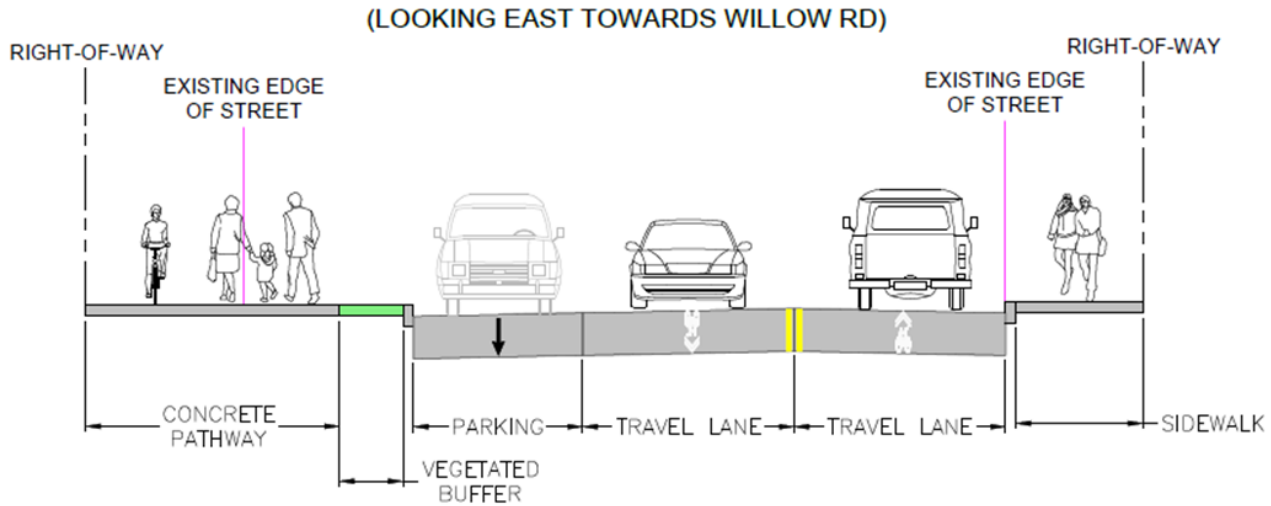 (LOOKING EAST TOWARDS WILLOW RD)
RIGHT-OF-WAY
RIGHT-OF-WAY
EXISTING EDGE
OF STREET
EXISTING EDGE
OF STREET
CONCRETE
PATHWAY
PARKING
TRAVEL LANE
TRAVEL LANE
SIDEWALK
VEGETATED
BUFFER